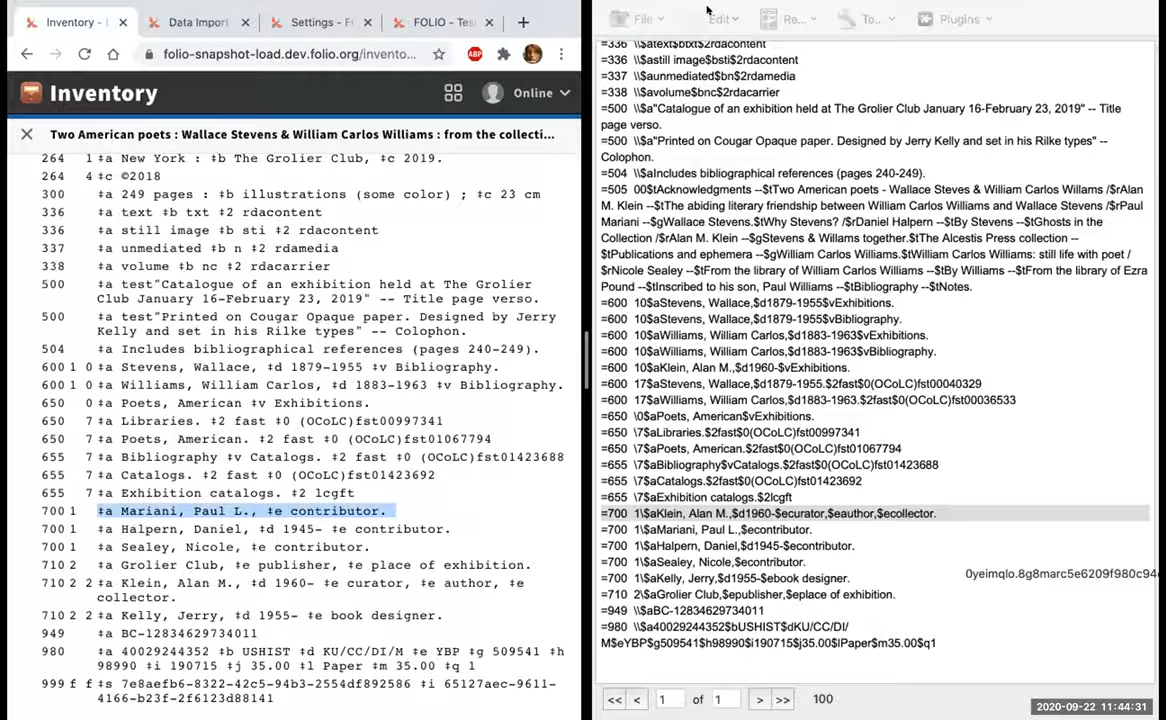 Inventory - I
Data Import
Settings - F
FOLIO - Tes
folio-snapshot-load.dev.folio.org/invento...
ABP
Inventory
Online
Two American poets : Wallace Stevens & William Carlos Williams : from the collecti...
264 1 ‡a New York : ‡b The Grolier Club, ‡c 2019.
264 4 ‡c ©2018
300 ‡a 249 pages : ‡b illustrations (some color) ; ‡c 23 cm
336 ‡a text ‡b txt ‡2 rdacontent
336 ‡a still image ‡b sti ‡2 rdacontent
337 ‡a unmediated ‡b n ‡2 rdamedia
338 ‡a volume ‡b nc ‡2 rdacarrier
500 ‡a test"Catalogue of an exhibition held at The Grolier
Club January 16-February 23, 2019" -- Title page verso.
500 ‡a test"Printed on Cougar Opaque paper. Designed by Jerry
Kelly and set in his Rilke types" -- Colophon.
504 ‡a Includes bibliographical references (pages 240-249).
600 1 0 ‡a Stevens, Wallace, ‡d 1879-1955 ‡v Bibliography.
600 1 0 ‡a Williams, William Carlos, ‡d 1883-1963 ‡v Bibliography.
650 0 ‡a Poets, American ‡v Exhibitions.
650 7 ‡a Libraries. ‡2 fast ‡0 (OCoLC)fst00997341
650 7 ‡a Poets, American. ‡2 fast ‡0 (OCoLC)fst01067794
655 7 ‡a Bibliography ‡v Catalogs. ‡2 fast ‡0 (OCoLC)fst01423688
655 7 ‡a Catalogs. ‡2 fast ‡0 (OCoLC)fst01423692
655 7 ‡a Exhibition catalogs. ‡2 lcgft
700 1 ‡a Mariani, Paul L., ‡e contributor.
700 1 ‡a Halpern, Daniel, ‡d 1945- ‡e contributor.
700 1 ‡a Sealey, Nicole, ‡e contributor.
710 2 ‡a Grolier Club, ‡e publisher, ‡e place of exhibition.
710 2 2 ‡a Klein, Alan M., ‡d 1960- ‡e curator, ‡e author, ‡e
collector.
710 2 2 ‡a Kelly, Jerry, ‡d 1955- ‡e book designer.
949 ‡a BC-12834629734011
980 ‡a 40029244352 ‡b USHIST ‡d KU/CC/DI/M ‡e YBP ‡g 509541 ‡h
98990 ‡i 190715 ‡j 35.00 ‡l Paper ‡m 35.00 ‡q 1
999 f f ‡s 7e8aefb6-8322-42c5-94b3-2554df892586 ‡i 65127aec-9611-
4166-b23f-2f6123d88141
File
Edit
Re...
To...
Plugins
=336 \\$atext$btxt$2rdacontent
=336 \\$astill image$bsti$2rdacontent
=337 \\$aunmediated$bn$2rdamedia
=338 \\$avolume$bnc$2rdacarrier
=500 \\$a"Catalogue of an exhibition held at The Grolier Club January 16-February 23, 2019" -- Title
page verso.
=500 \\$a"Printed on Cougar Opaque paper. Designed by Jerry Kelly and set in his Rilke types" --
Colophon.
=504 \\$aIncludes bibliographical references (pages 240-249).
=505 00$tAcknowledgments --$tTwo American poets - Wallace Steves & William Carlos Willams /$rAlan
M. Klein --$tThe abiding literary friendship between William Carlos Williams and Wallace Stevens /$rPaul
Mariani --$gWallace Stevens.$tWhy Stevens? /$rDaniel Halpern --$tBy Stevens --$tGhosts in the
Collection /$rAlan M. Klein --$gStevens & Willams together.$tThe Alcestis Press collection --
$tPublications and ephemera --$gWilliam Carlos Williams.$tWilliam Carlos Williams: still life with poet /
$rNicole Sealey --$tFrom the library of William Carlos Williams --$tBy Williams --$tFrom the library of Ezra
Pound --$tInscribed to his son, Paul Williams --$tBibliography --$tNotes.
=600 10$aStevens, Wallace,$d1879-1955$vExhibitions.
=600 10$aStevens, Wallace,$d1879-1955$vBibliography.
=600 10$aWilliams, William Carlos,$d1883-1963$vExhibitions.
=600 10$aWilliams, William Carlos,$d1883-1963$vBibliography.
=600 10$aKlein, Alan M.,$d1960-$vExhibitions.
=600 17$aStevens, Wallace,$d1879-1955.$2fast$0(OCoLC)fst00040329
=600 17$aWilliams, William Carlos,$d1883-1963.$2fast$0(OCoLC)fst00036533
=650 \0$aPoets, American$vExhibitions.
=650 \7$aLibraries.$2fast$0(OCoLC)fst00997341
=650 \7$aPoets, American.$2fast$0(OCoLC)fst01067794
=655 \7$aBibliography$vCatalogs.$2fast$0(OCoLC)fst01423688
=655 \7$aCatalogs.$2fast$0(OCoLC)fst01423692
=655 \7$aExhibition catalogs.$2lcgft
=700 1\$aKlein, Alan M.,$d1960-$ecurator,$eauthor,$ecollector.
=700 1\$aMariani, Paul L.,$econtributor.
=700 1\$aHalpern, Daniel,$d1945-$econtributor.
=700 1\$aSealey, Nicole,$econtributor.
=700 1\$aKelly, Jerry,$d1955-$ebook designer.
=710 2\$aGrolier Club,$epublisher,$eplace of exhibition.
=949 \\$aBC-12834629734011
=980 \\$a40029244352$bUSHIST$dKU/CC/DI/
M$eYBP$g509541$h98990$i190715$j35.00$lPaper$m35.00$q1
0yeimqlo.8g8marc5e6209f980c94
<< < 1 of 1 > >> 100
2020-09-22 11:44:31